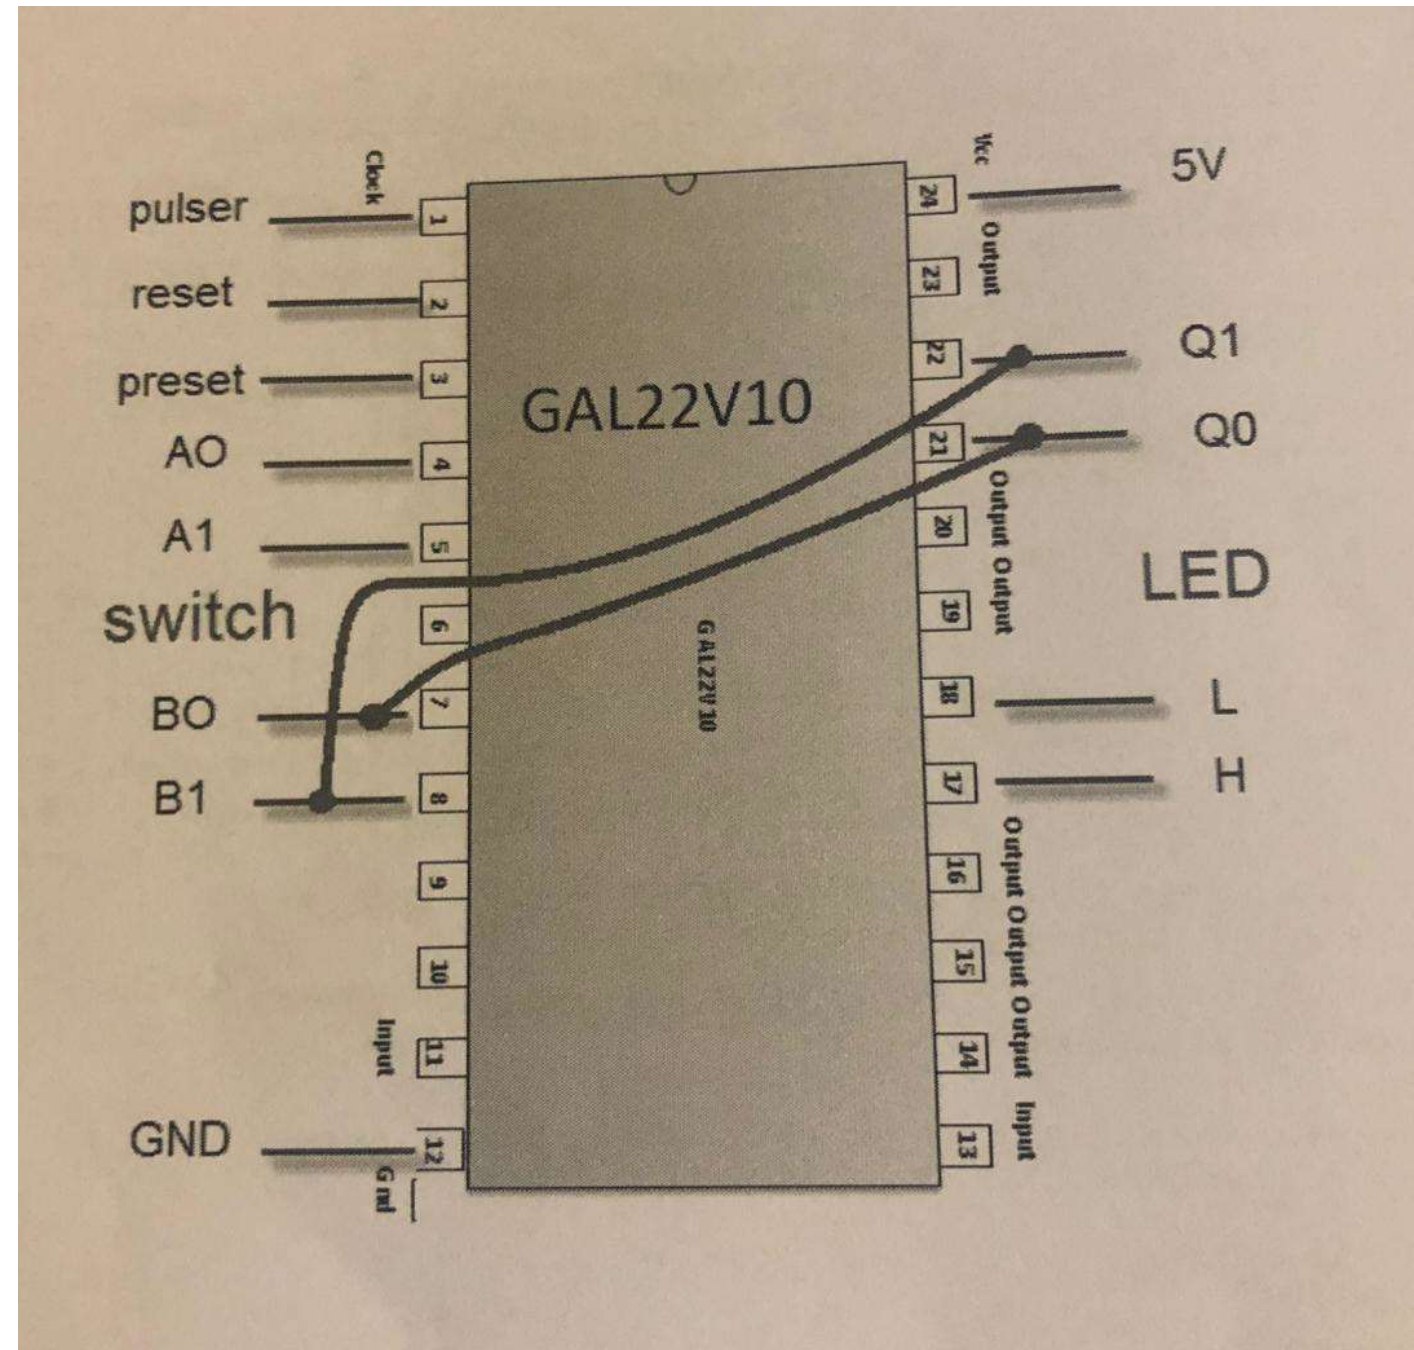 Clock
Vcc
5V
pulser
1
24
Output
reset
2
23
Q1
preset
3
22
GAL22V10
Q0
AO
4
21
Output Output
A1
5
20
LED
switch
6
19
GAL22V10
BO
7
18
L
B1
8
17
H
Output Output Output
9
16
10
15
Input
11
14
Input
GND
12
13
Gnd